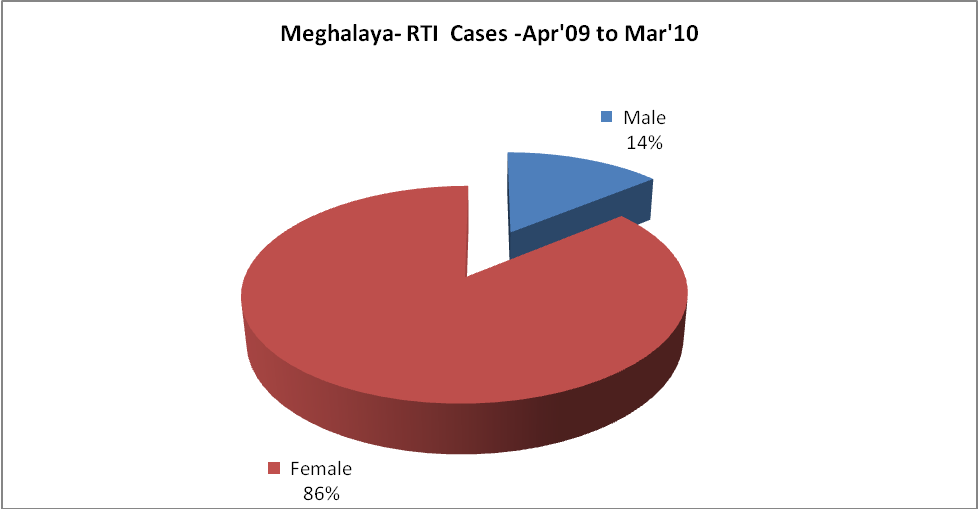 Meghalaya- RTI  Cases -Apr'09 to Mar'10
Male
14%
Female
86%